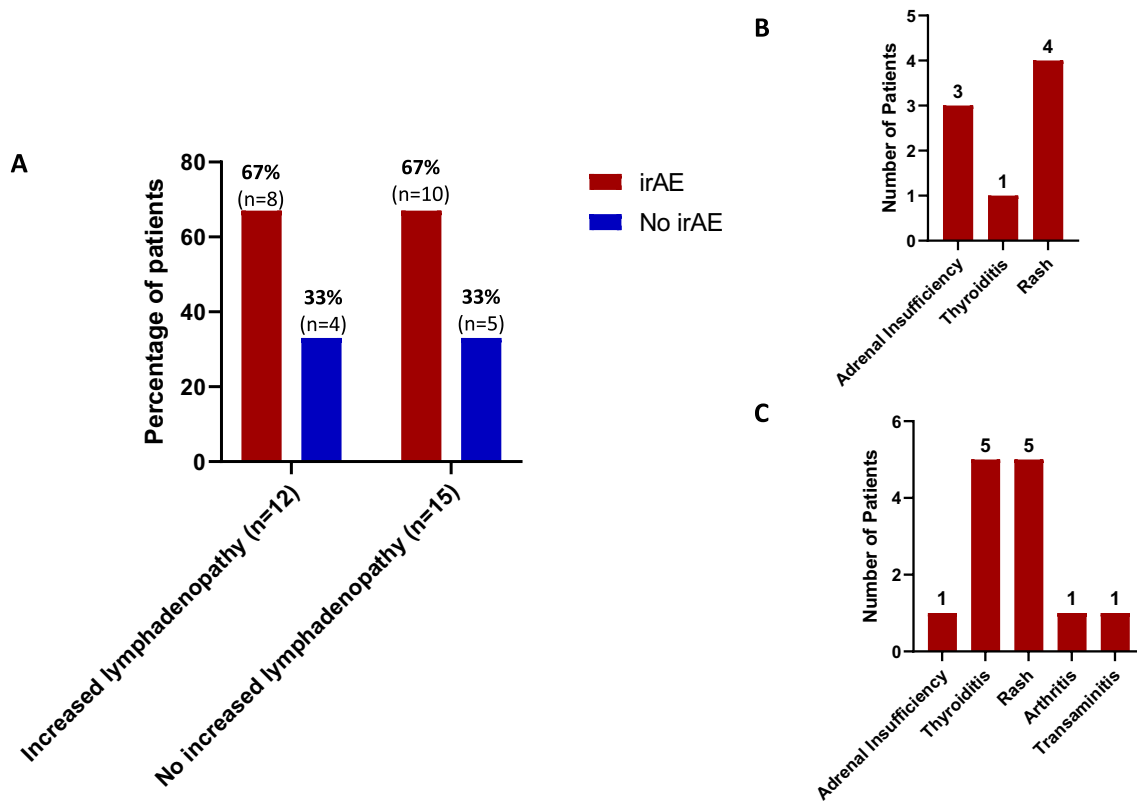 A
Percentage of patients
80
60
40
20
0
67%
(n=8)
33%
(n=4)
67%
(n=10)
33%
(n=5)
Increased lymphadenopathy (n=12)
No increased lymphadenopathy (n=15)
irAE
No irAE
B
Number of Patients
5
4
3
2
1
0
3
1
4
Adrenal Insufficiency
Thyroiditis
Rash
C
Number of Patients
6
4
2
0
1
5
5
1
1
Adrenal Insufficiency
Thyroiditis
Rash
Arthritis
Transaminitis